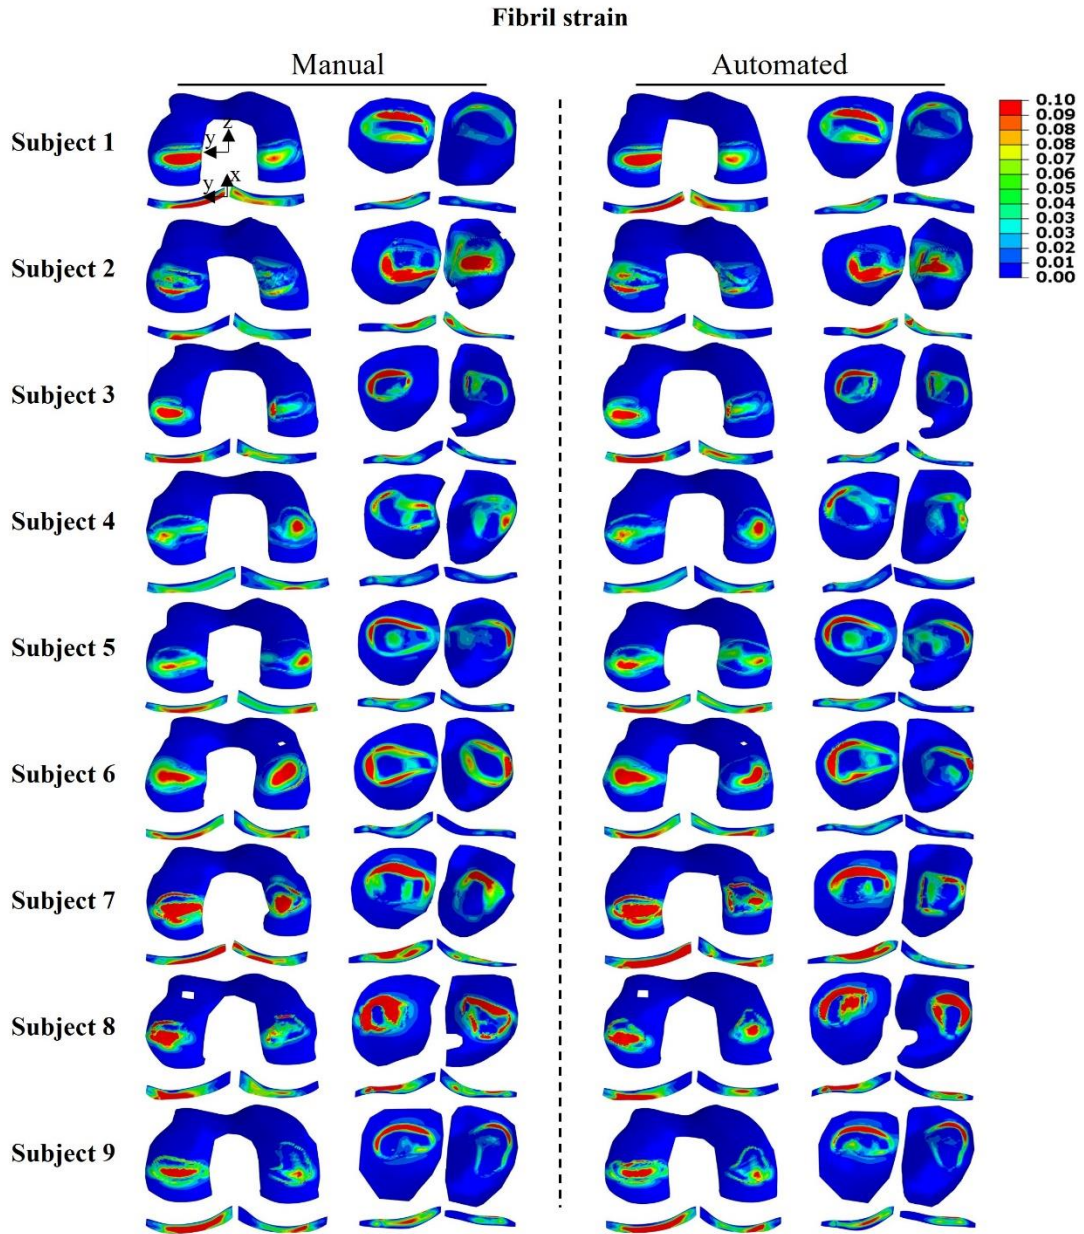 Fibril strain
Manual
Automated
Subject 1
z
y
x
y
0.10
0.09
0.08
0.07
0.06
0.05
0.04
0.03
0.03
0.02
0.01
0.00
Subject 2
Subject 3
Subject 4
Subject 5
Subject 6
Subject 7
Subject 8
Subject 9